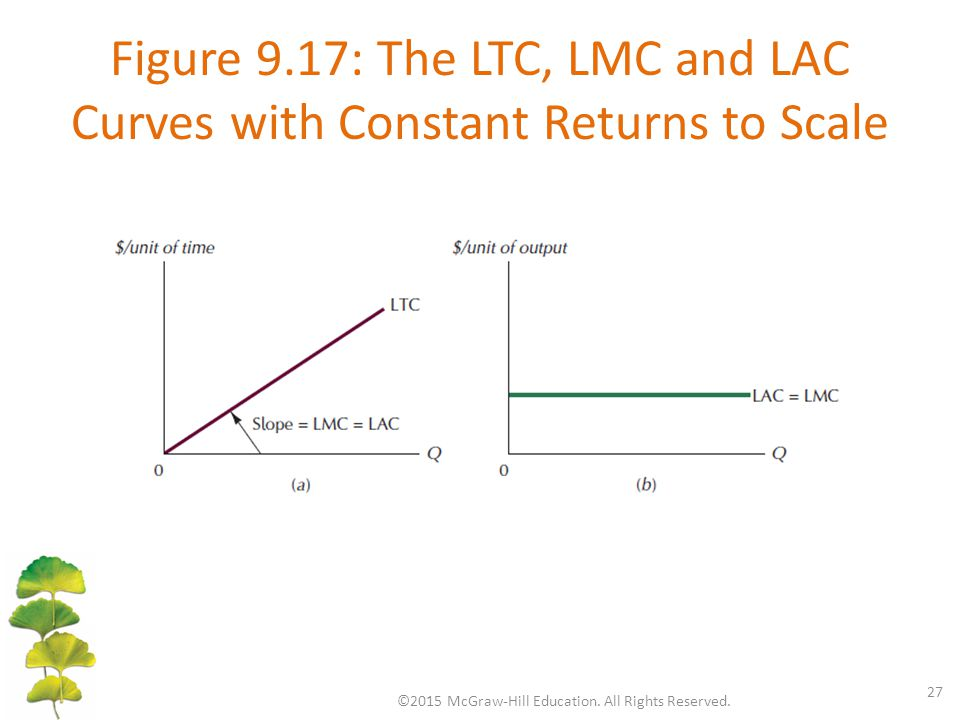 Figure 9.17: The LTC, LMC and LAC
Curves with Constant Returns to Scale
$/unit of time
LTC
Slope = LMC = LAC
Q
0
(a)
$/unit of output
LAC = LMC
Q
0
(b)
©2015 McGraw-Hill Education. All Rights Reserved.
27